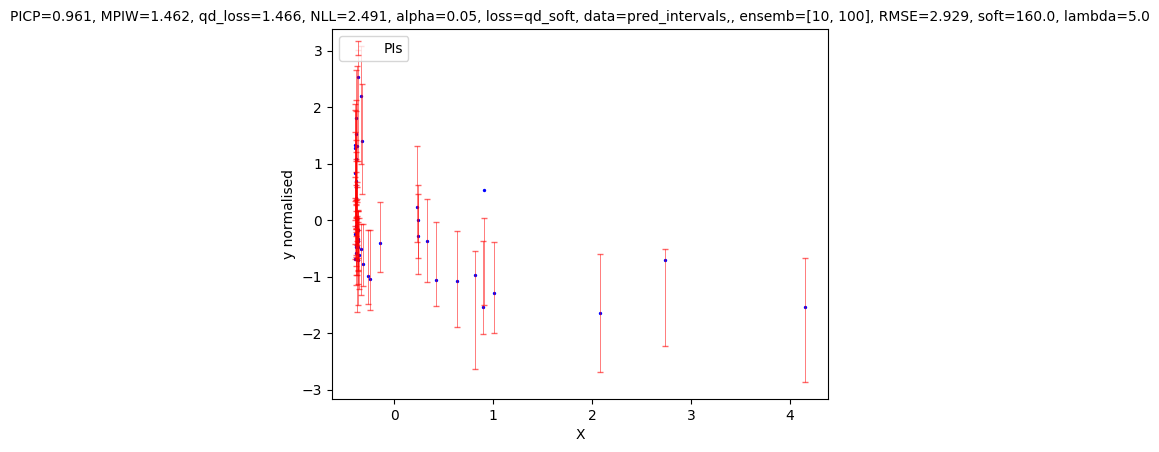 PICP=0.961, MPIW=1.462, qd_loss=1.466, NLL=2.491, alpha=0.05, loss=qd_soft, data=pred_intervals,, ensemb=[10, 100], RMSE=2.929, soft=160.0, lambda=5.0
PIs
3
2
1
0
−1
−2
−3
y normalised
0 1 2 3 4
X